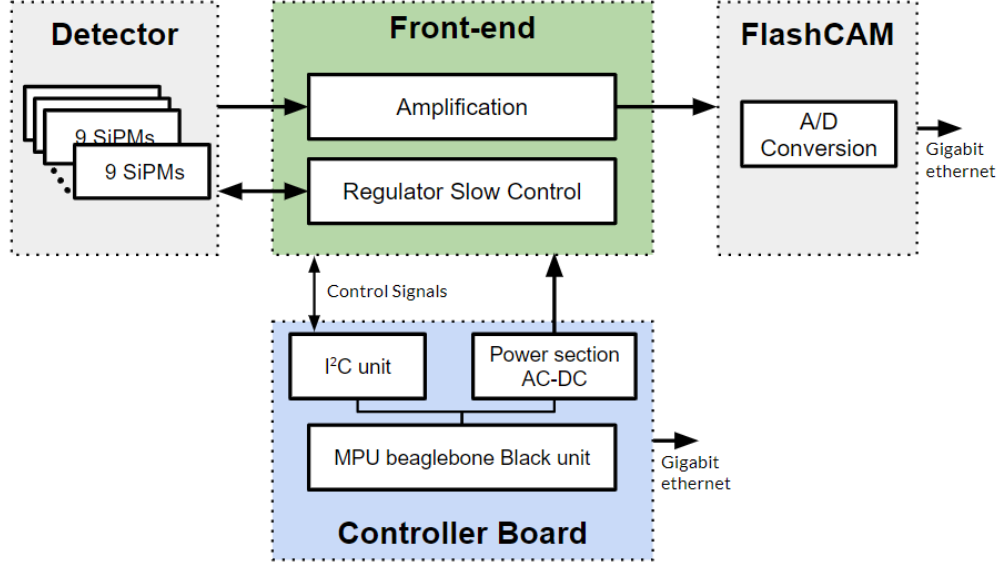 Detector
9 SiPMs
9 SiPMs
Front-end
Amplification
Regulator Slow Control
FlashCAM
A/D
Conversion
Gigabit
ethernet
Control Signals
I²C unit
Power section
AC-DC
MPU beaglebone Black unit
Gigabit
ethernet
Controller Board